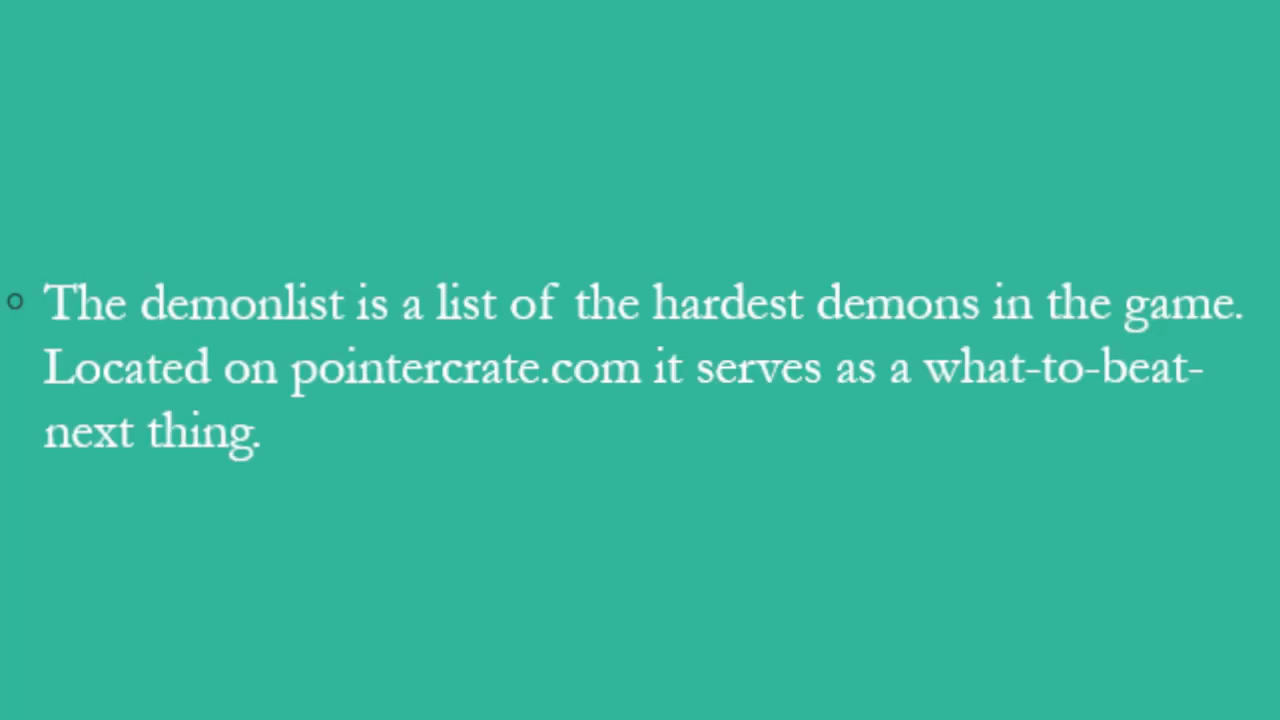 The demonlist is a list of the hardest demons in the game.
Located on pointercrate.com it serves as a what-to-beat-
next thing.